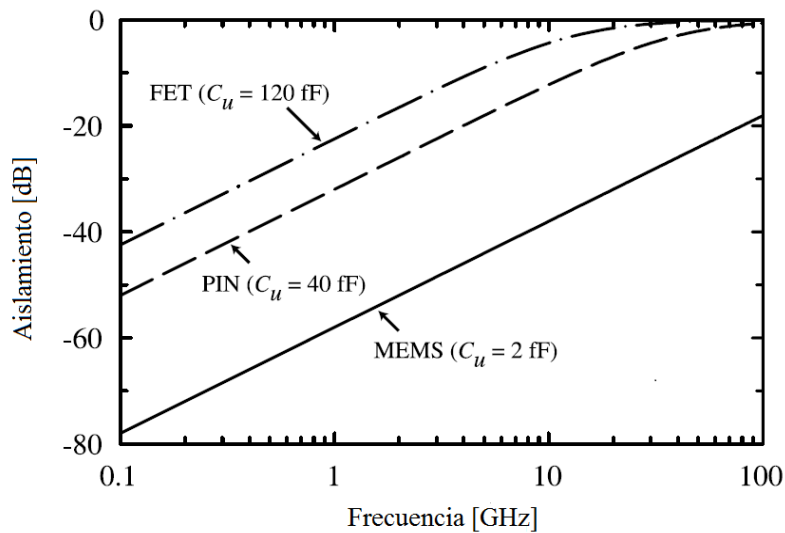 Aislamiento [dB]
0
-20
-40
-60
-80
FET (Cu = 120 fF)
PIN (Cu = 40 fF)
MEMS (Cu = 2 fF)
0.1
1
10
100
Frecuencia [GHz]